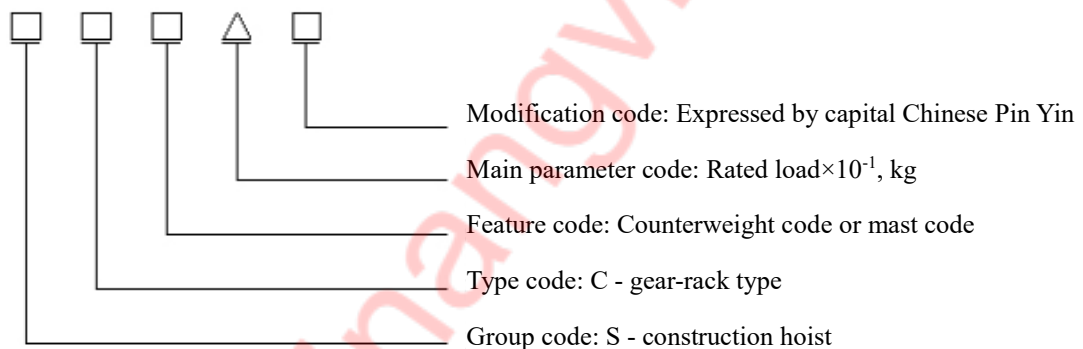 Modification code: Expressed by capital Chinese Pin Yin
Main parameter code: Rated load×10⁻¹, kg
Feature code: Counterweight code or mast code
Type code: C - gear-rack type
Group code: S - construction hoist
inangv